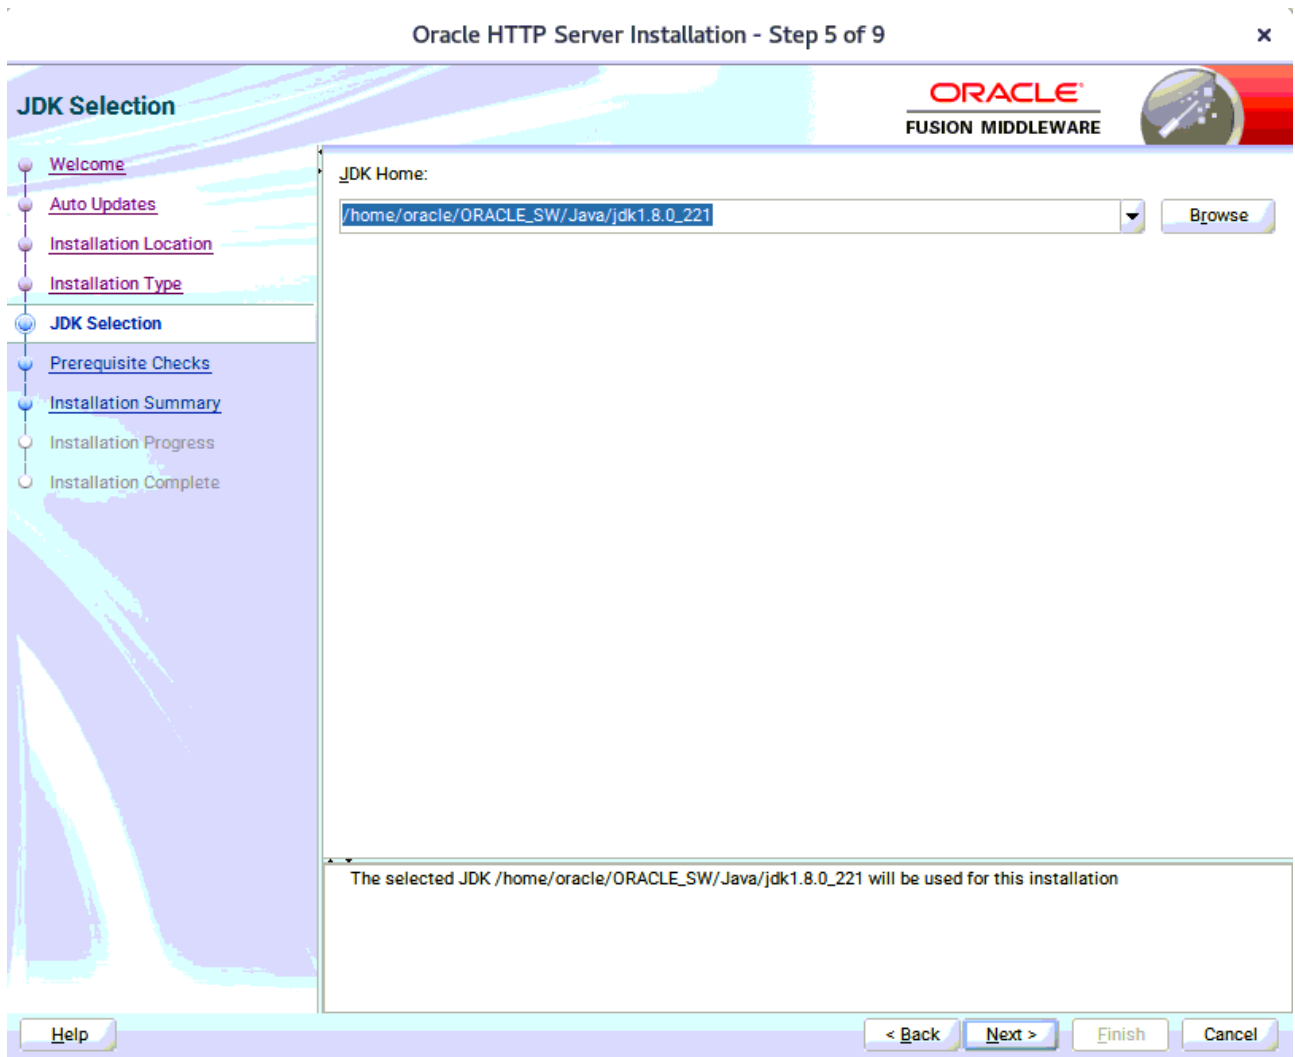 Oracle HTTP Server Installation - Step 5 of 9
JDK Selection
ORACLE
FUSION MIDDLEWARE
Welcome
Auto Updates
Installation Location
Installation Type
JDK Selection
Prerequisite Checks
Installation Summary
Installation Progress
Installation Complete
JDK Home:
/home/oracle/ORACLE_SW/Java/jdk1.8.0_221
Browse
The selected JDK /home/oracle/ORACLE_SW/Java/jdk1.8.0_221 will be used for this installation
Help
< Back
Next >
Finish
Cancel